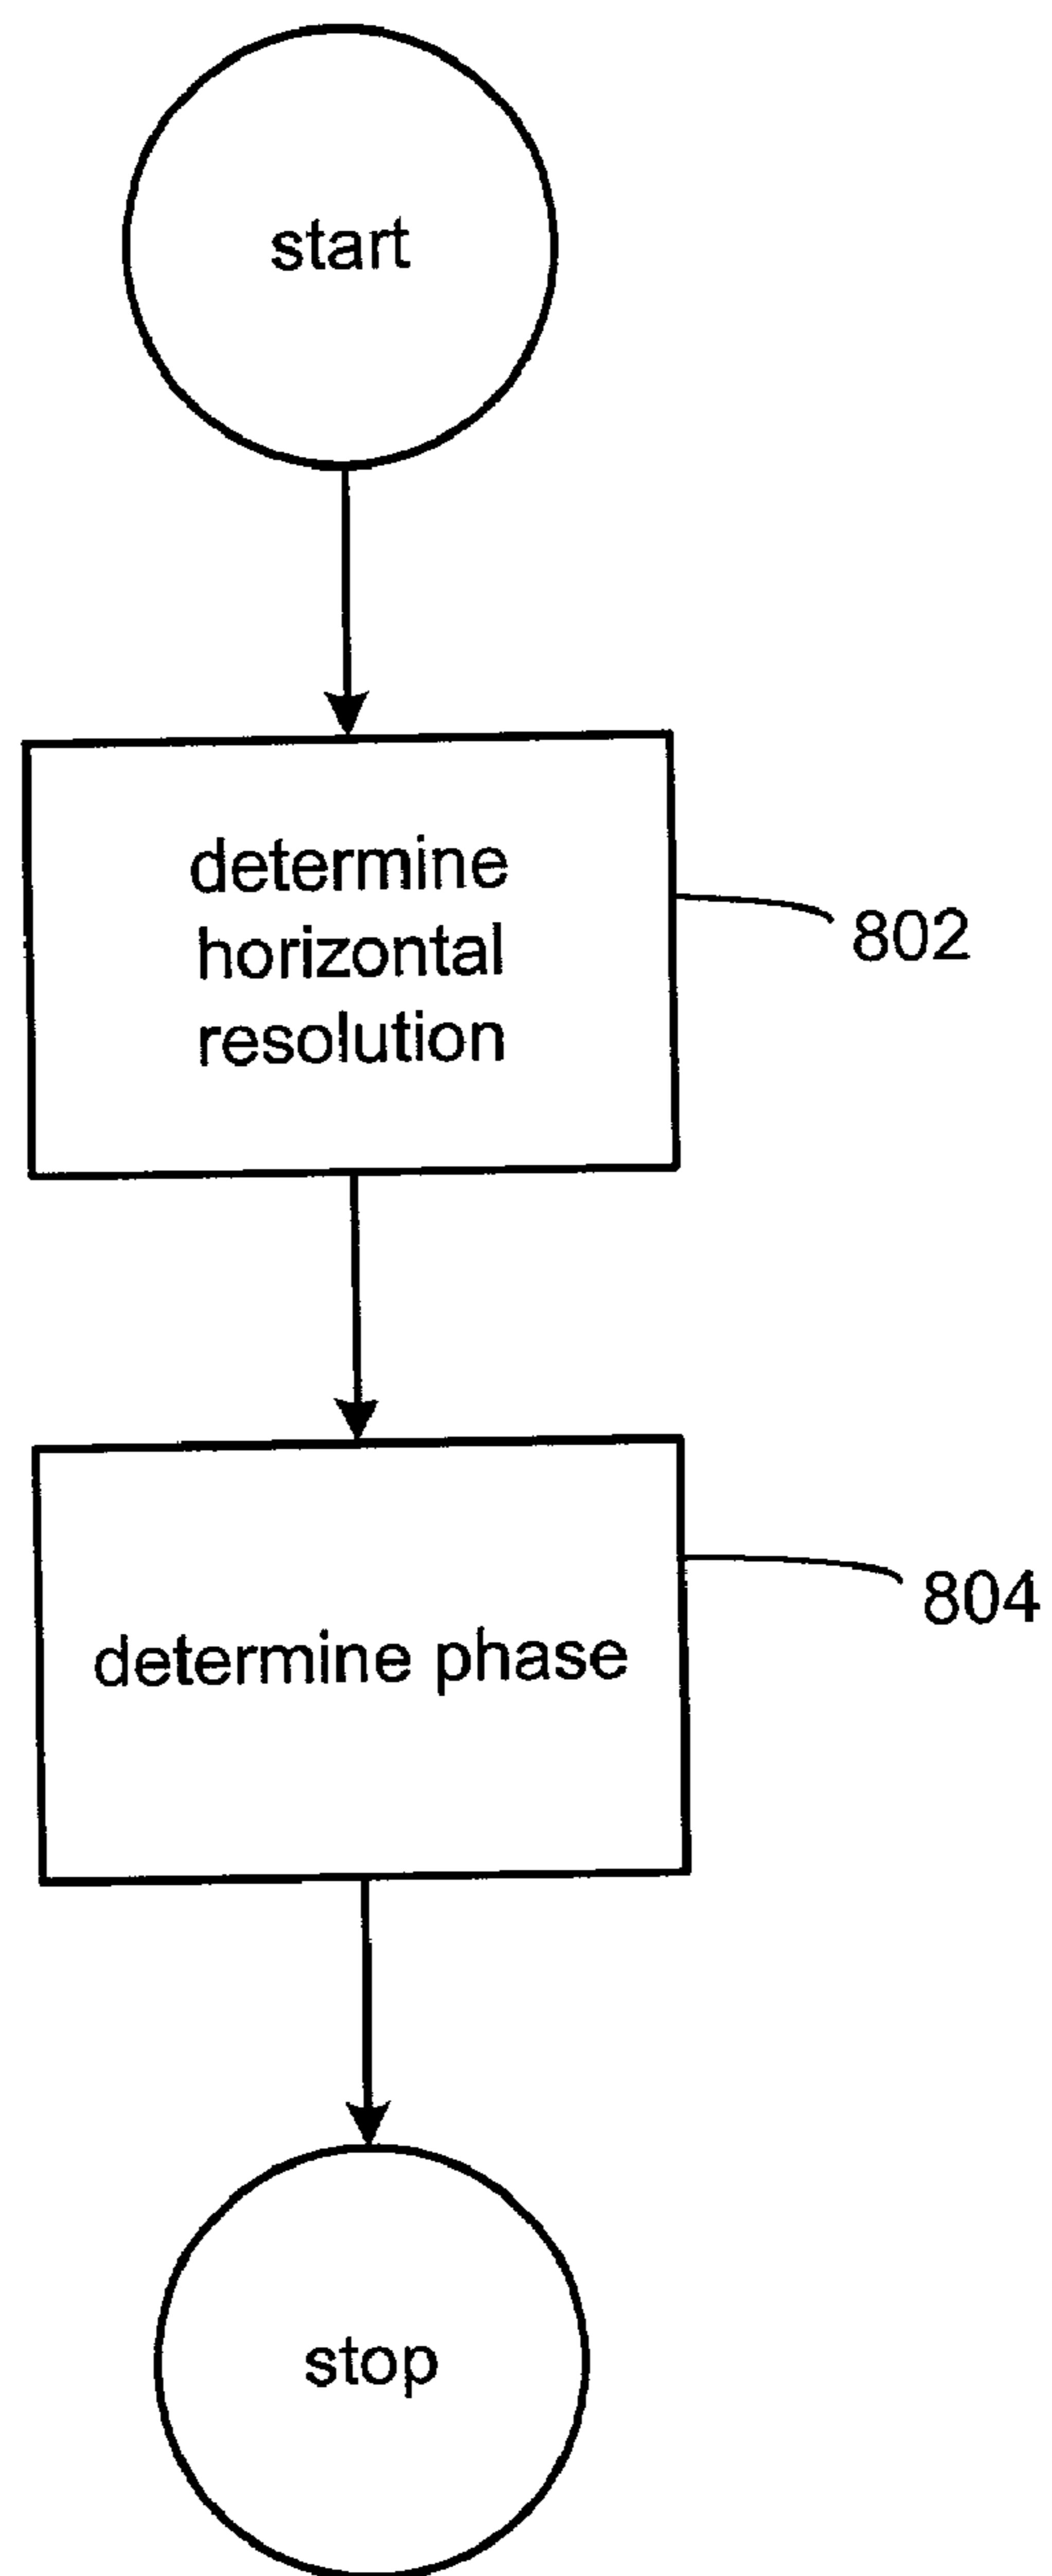 start
determine
horizontal
resolution
802
determine phase
804
stop